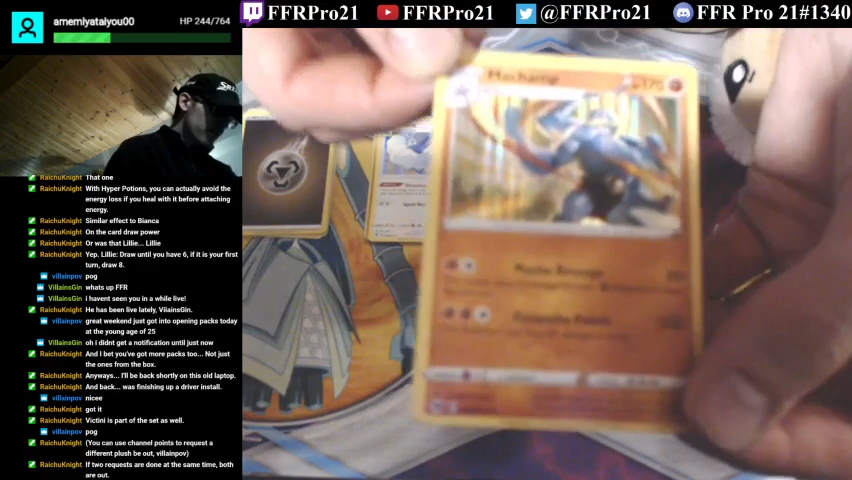 amemlyatalyou00
HP 244/764
FFRPro21
FFRPro21
@FFRPro21
FFR Pro 21#1340
RaichuKnight That one
RaichuKnight With Hyper Potions, you can actually avoid the
energy loss if you heal with it before attaching
energy.
RaichuKnight Similar effect to Bianca
RaichuKnight On the card draw power
RaichuKnight Or was that Lillie... Lillie
RaichuKnight Yep. Lillie: Draw until you have 6, if it is your first
turn, draw 8.
villainpov pog
VillainsGin whats up FFR
VillainsGin i havent seen you in a while live!
RaichuKnight He has been live lately, VillainsGin.
villainpov great weekend just got into opening packs today
at the young age of 25
VillainsGin oh i didnt get a notification until just now
RaichuKnight And I bet you've got more packs too... Not just
the ones from the box.
RaichuKnight Anyways... I'll be back shortly on this old laptop.
RaichuKnight And back... was finishing up a driver install.
villainpov nicee
RaichuKnight got it
RaichuKnight Victini is part of the set as well.
villainpov pog
RaichuKnight (You can use channel points to request a
different plush be out, villainpov)
RaichuKnight If two requests are done at the same time, both
are out.
Machamp
170